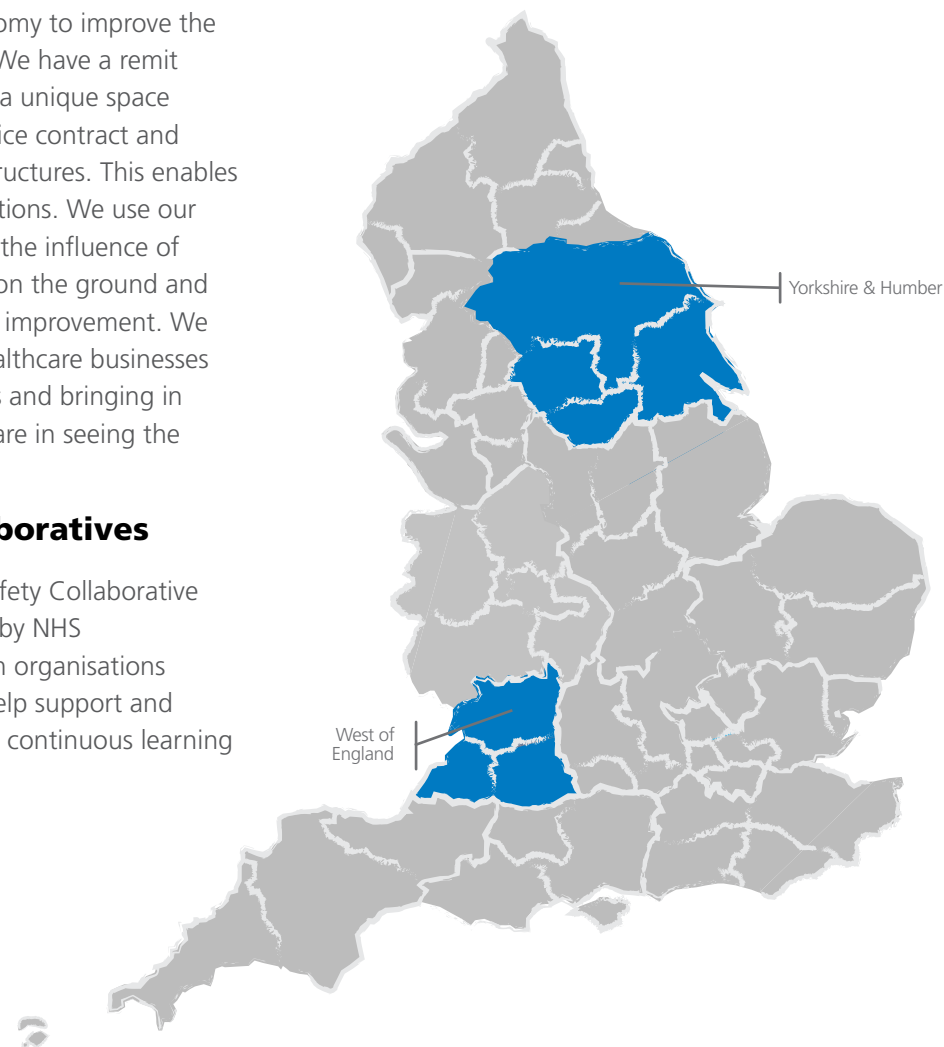 omy to improve the
We have a remit
a unique space
ice contract and
ructures. This enables
tions. We use our
the influence of
on the ground and
improvement. We
althcare businesses
s and bringing in
are in seeing the
boratives
fety Collaborative
by NHS
n organisations
elp support and
continuous learning
Yorkshire & Humber
West of
England